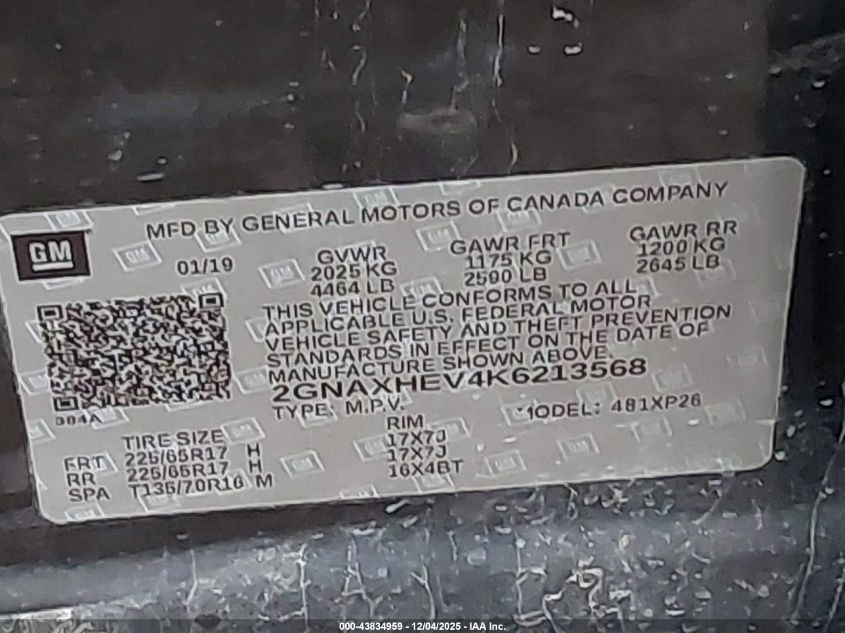 MFD BY GENERAL MOTORS OF CANADA COMPANY
GM
01/19
GVWR GAWR FRT GAWR RR
2025 KG 1175 KG 1200 KG
4464 LB 2590 LB 2645 LB
THIS VEHICLE CONFORMS TO ALL
APPLICABLE U.S. FEDERAL MOTOR
VEHICLE SAFETY AND THEFT PREVENTION
STANDARDS IN EFFECT ON THE DATE OF
MANUFACTURE SHOWN ABOVE.
2GNAXHEV4K6213568
TYPE: M.P.V. MODEL: 481XP26
384A
TIRE SIZE RIM
FRT 225/65R17 H 17X7J
RR 225/65R17 H 17X7J
SPA T135/70R16 M 16X4BT
000-43834959 - 12/04/2025 - IAA Inc.